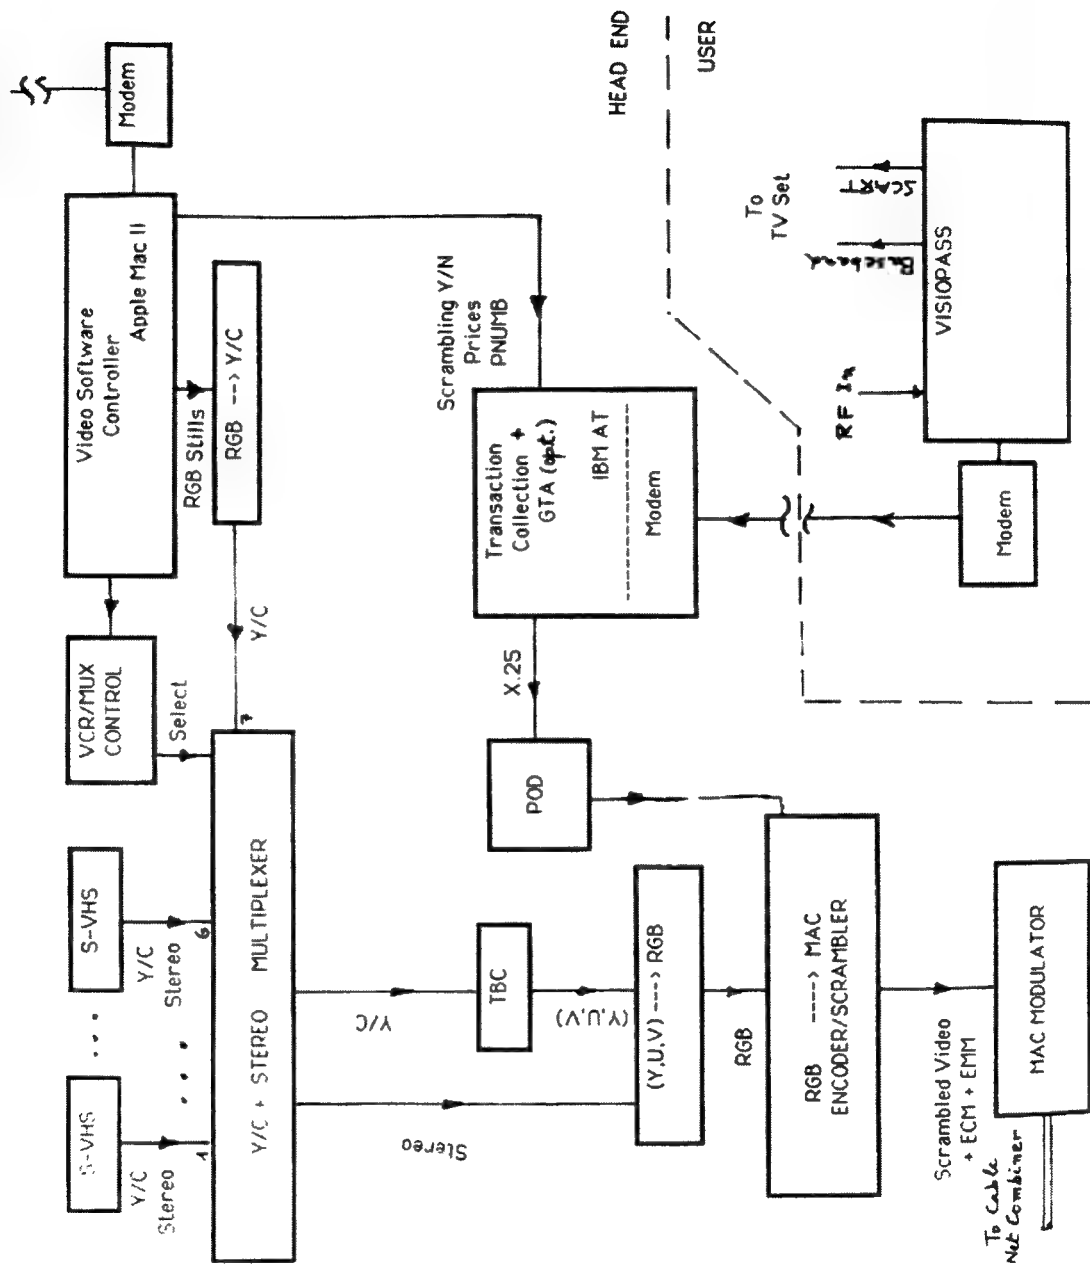 S-VHS
S-VHS
VCR/MUX
CONTROL
Video Software
Controller
Apple Mac II
Modem
Y/C
Stereo
1
Y/C
Stereo
6
Select
RGB Stills
RGB --> Y/C
Y/C
7
Y/C + STEREO MULTIPLEXER
Stereo
Y/C
TBC
(Y,U,V)
(Y,U,V) ---> RGB
RGB
POD
X.25
Scrambling Y/N
Prices
PNUMB
Transaction
Collection +
GTA (opt.)
IBM AT
Modem
HEAD END
USER
RGB ----> MAC
ENCODER/SCRAMBLER
Scrambled Video
+ ECM + EMM
MAC MODULATOR
To Cable
Net Combiner
Modem
RF In
VISIOPASS
Baseband
SCART
To
TV Set